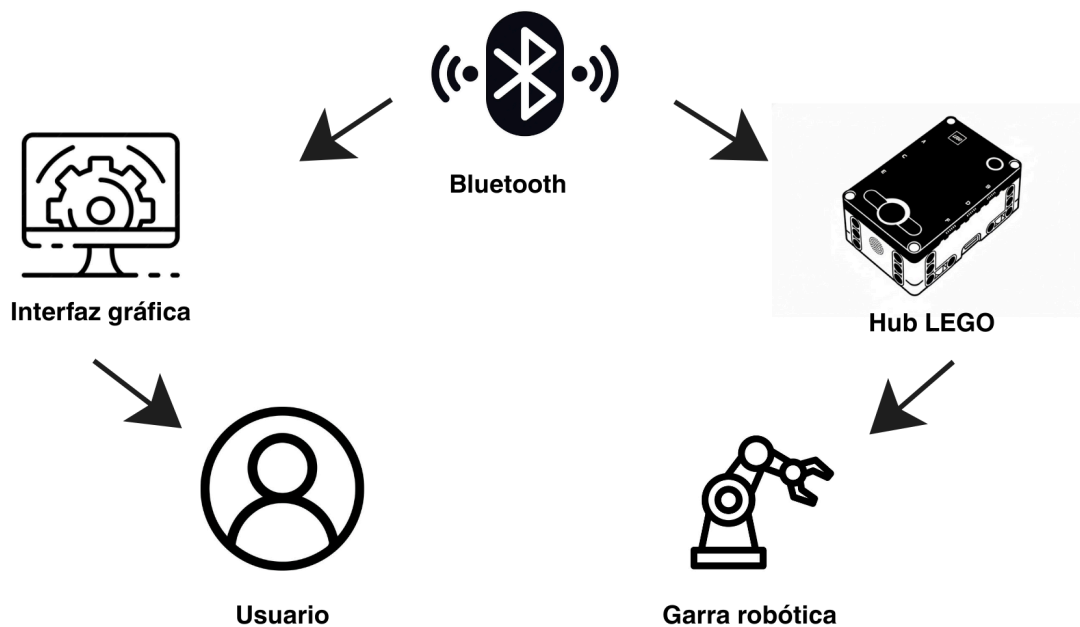 Bluetooth
Interfaz gráfica
Hub LEGO
Usuario
Garra robótica